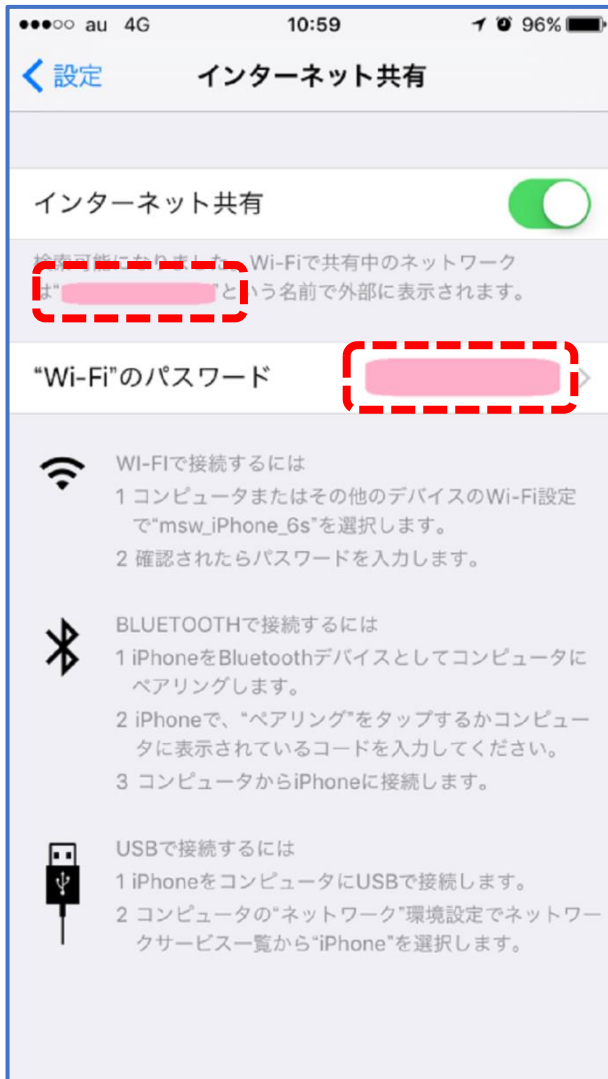 au 4G 10:59 96%
設定 インターネット共有
インターネット共有
検索可能になりました。Wi-Fiで共有中のネットワーク
は“ ”という名前で外部に表示されます。
“Wi-Fi”のパスワード
WI-FIで接続するには
1 コンピュータまたはその他のデバイスのWi-Fi設定
で“msw_iPhone_6s”を選択します。
2 確認されたらパスワードを入力します。
BLUETOOTHで接続するには
1 iPhoneをBluetoothデバイスとしてコンピュータに
ペアリングします。
2 iPhoneで、“ペアリング”をタップするかコンピュー
タに表示されているコードを入力してください。
3 コンピュータからiPhoneに接続します。
USBで接続するには
1 iPhoneをコンピュータにUSBで接続します。
2 コンピュータの“ネットワーク”環境設定でネットワー
クサービス一覧から“iPhone”を選択します。